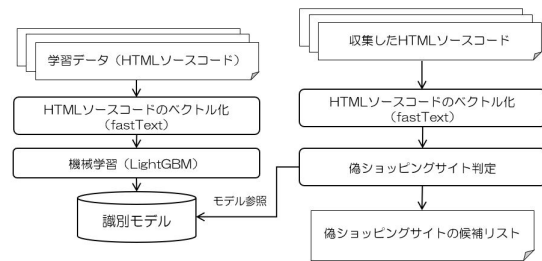 学習データ（HTMLソースコード）
HTMLソースコードのベクトル化
（fastText）
機械学習（LightGBM）
識別モデル
モデル参照
収集したHTMLソースコード
HTMLソースコードのベクトル化
（fastText）
偽ショッピングサイト判定
偽ショッピングサイトの候補リスト